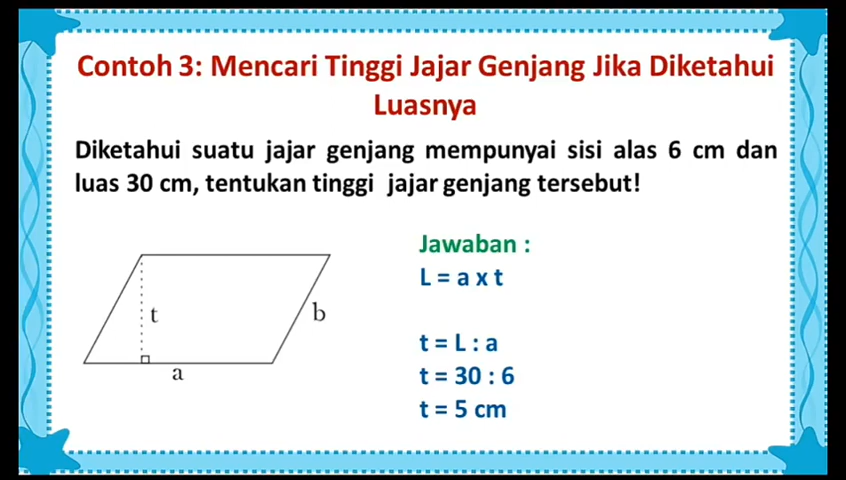 Contoh 3: Mencari Tinggi Jajar Genjang Jika Diketahui
Luasnya
Diketahui suatu jajar genjang mempunyai sisi alas 6 cm dan
luas 30 cm, tentukan tinggi jajar genjang tersebut!
Jawaban :
L = a x t
t = L : a
t = 30 : 6
t = 5 cm
t
b
a